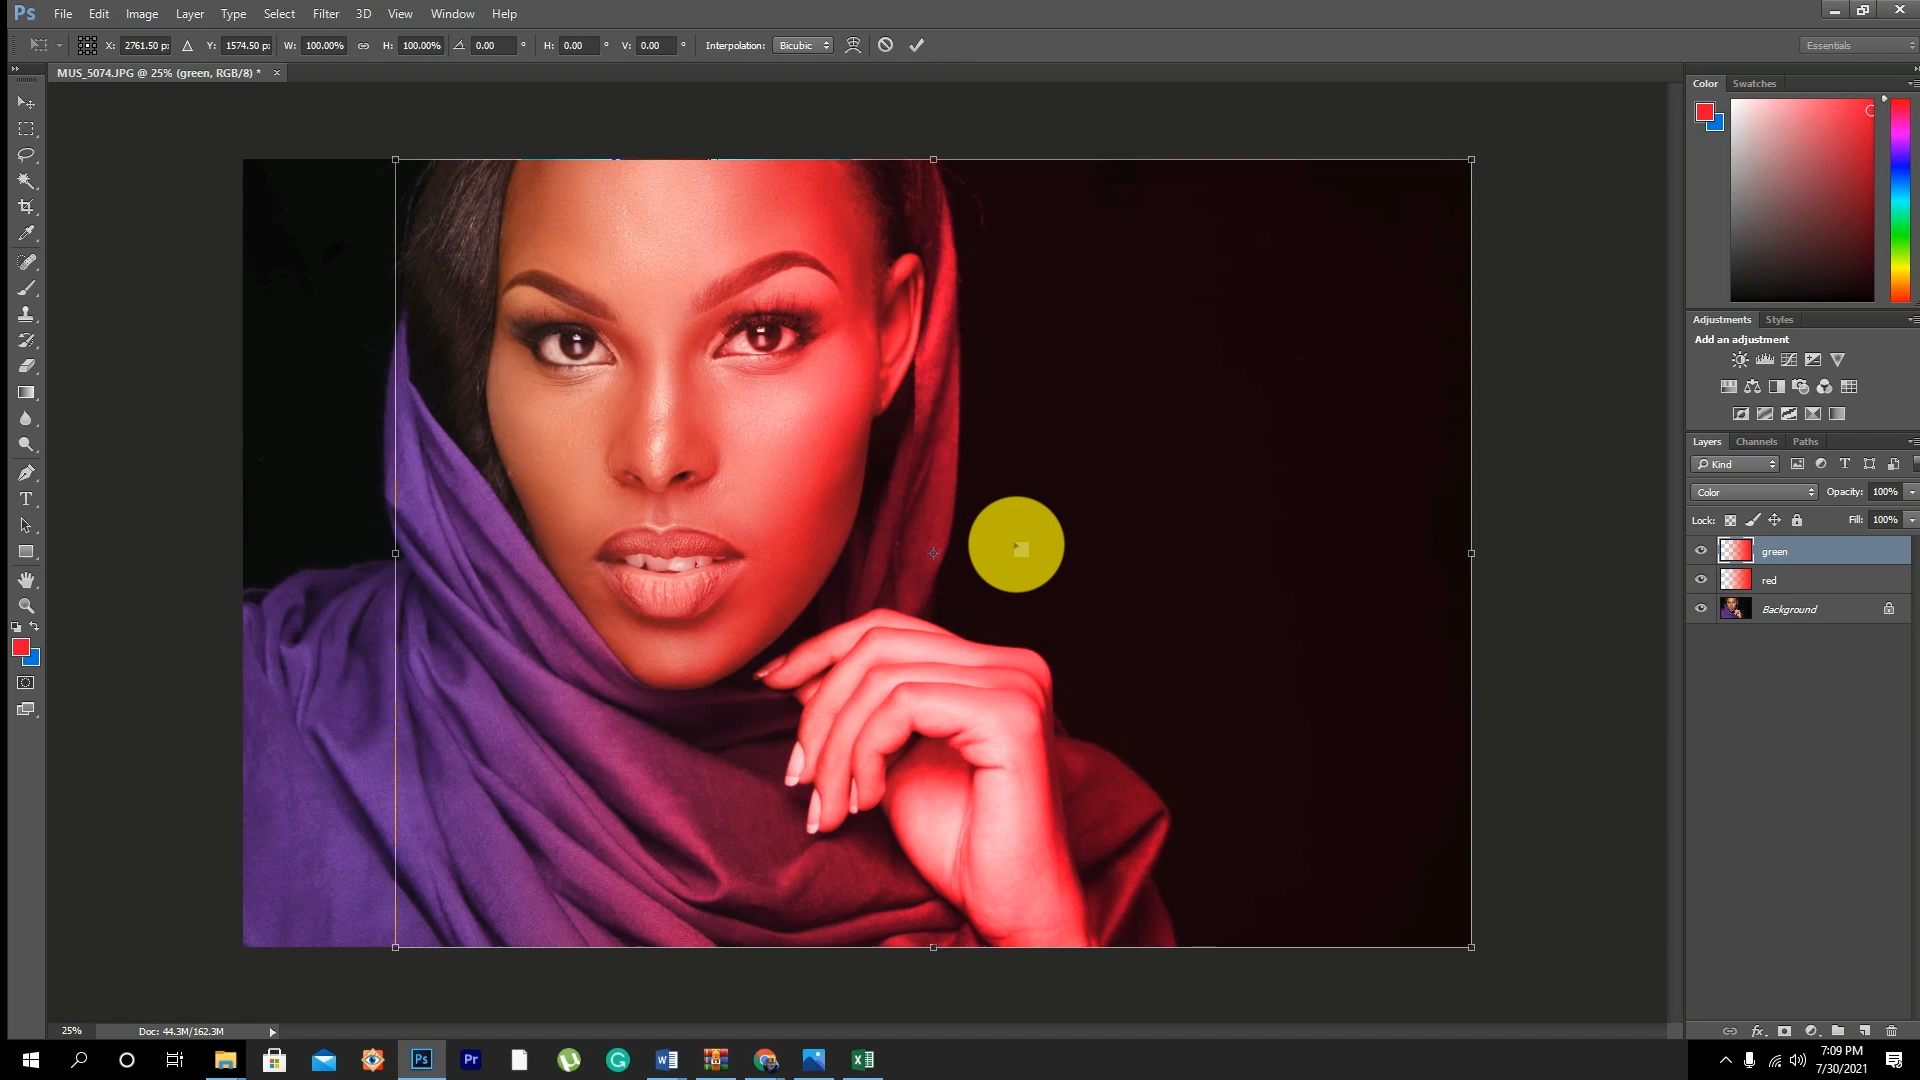 Ps File Edit Image Layer Type Select Filter 3D View Window Help
X: 2761.50 p: Y: 1574.50 p: W: 100.00% H: 100.00% 0.00 ° H: 0.00 ° V: 0.00 ° Interpolation: Bicubic Essentials
MUS_5074.JPG @ 25% (green, RGB/8) * ×
Color Swatches
Adjustments Styles
Add an adjustment
Layers Channels Paths
Kind T
Color Opacity: 100%
Lock: Fill: 100%
green
red
Background
25% Doc: 44.3M/162.3M
fx
Ps Pr
7:09 PM
7/30/2021